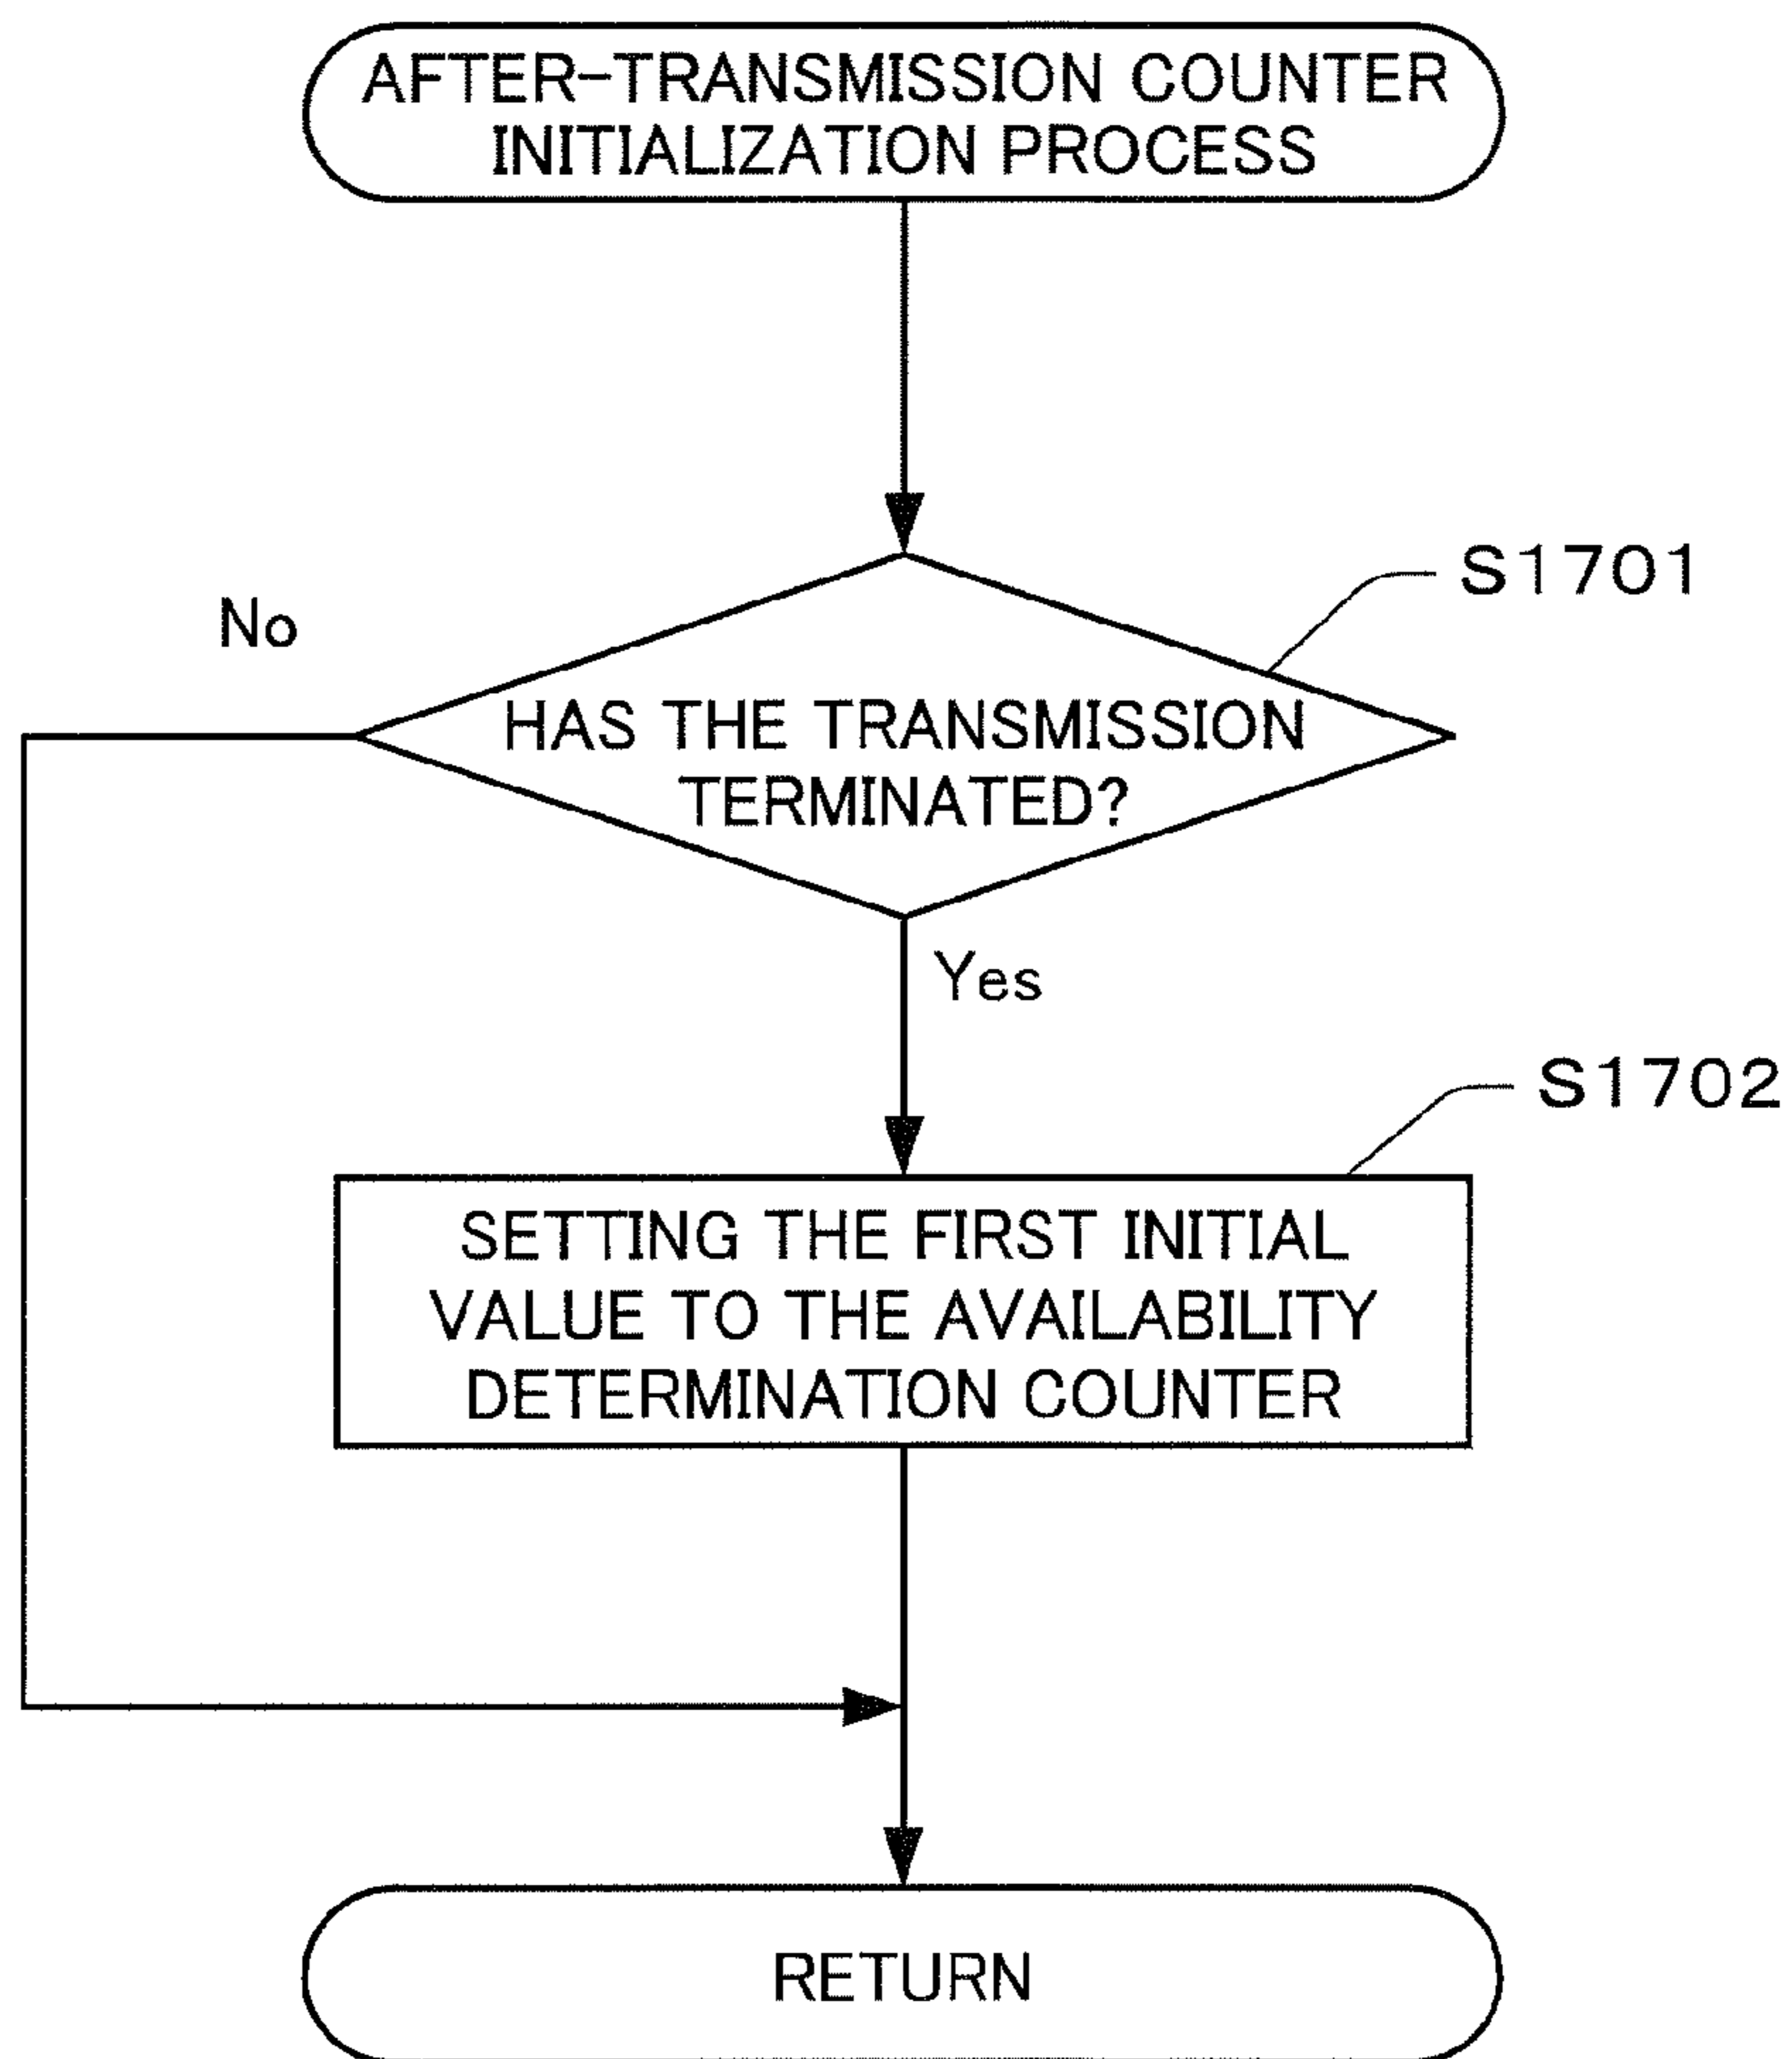 AFTER-TRANSMISSION COUNTER
INITIALIZATION PROCESS
S1701
No
HAS THE TRANSMISSION
TERMINATED?
Yes
S1702
SETTING THE FIRST INITIAL
VALUE TO THE AVAILABILITY
DETERMINATION COUNTER
RETURN